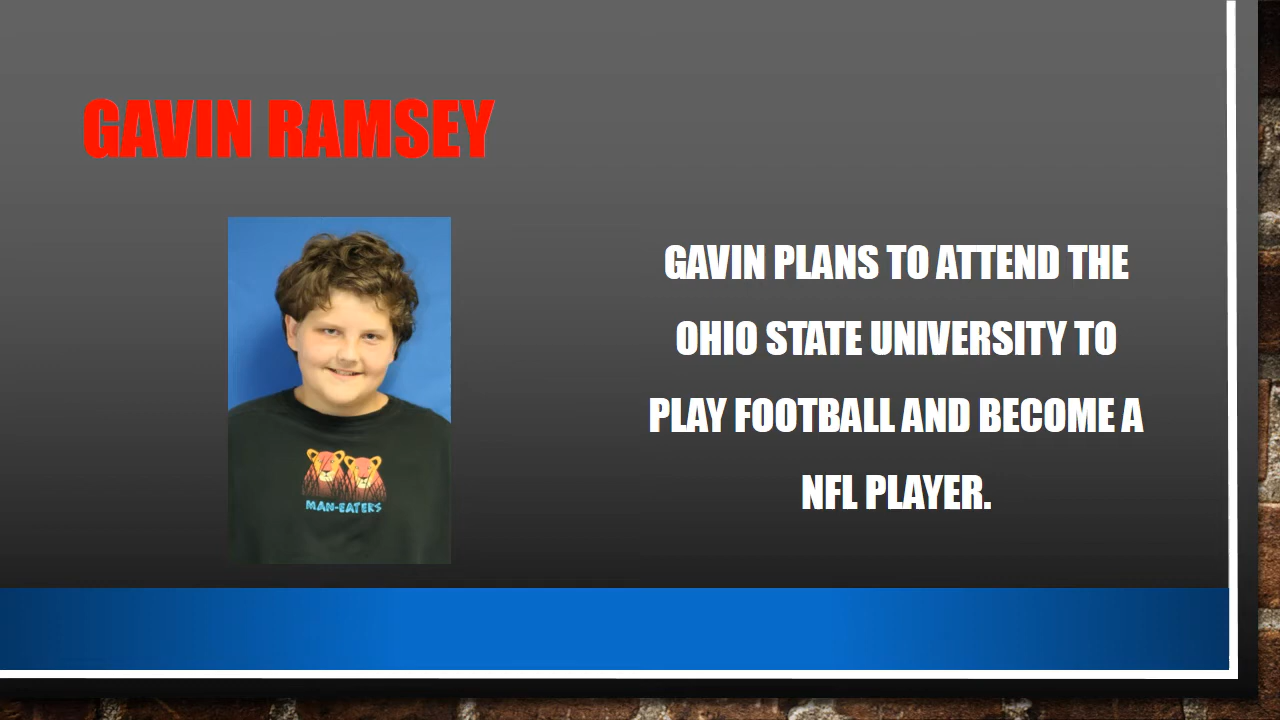 GAVIN RAMSEY
GAVIN PLANS TO ATTEND THE
OHIO STATE UNIVERSITY TO
PLAY FOOTBALL AND BECOME A
NFL PLAYER.
MAN-EATERS